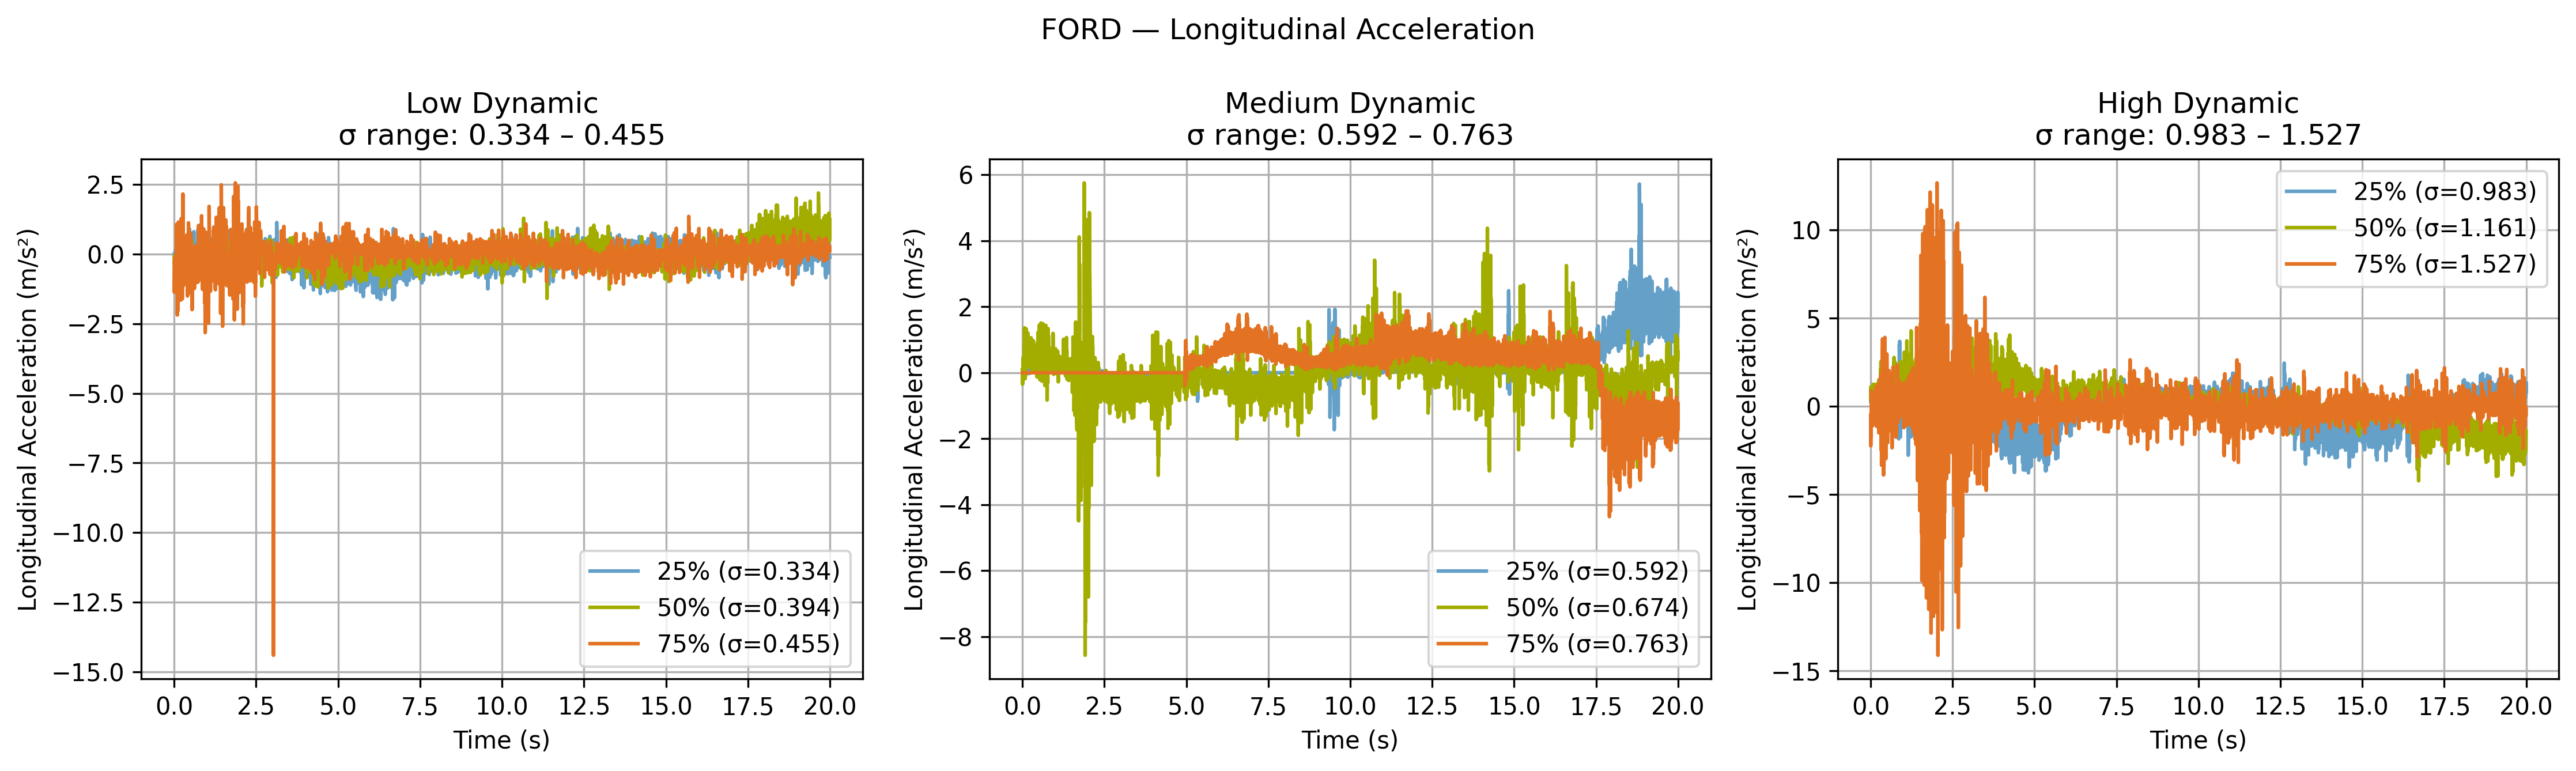 FORD — Longitudinal Acceleration
Low Dynamic
σ range: 0.334 – 0.455
Longitudinal Acceleration (m/s²)
2.5
0.0
−2.5
−5.0
−7.5
−10.0
−12.5
−15.0
25% (σ=0.334)
50% (σ=0.394)
75% (σ=0.455)
0.0 2.5 5.0 7.5 10.0 12.5 15.0 17.5 20.0
Time (s)
Medium Dynamic
σ range: 0.592 – 0.763
Longitudinal Acceleration (m/s²)
6
4
2
0
−2
−4
−6
−8
25% (σ=0.592)
50% (σ=0.674)
75% (σ=0.763)
0.0 2.5 5.0 7.5 10.0 12.5 15.0 17.5 20.0
Time (s)
High Dynamic
σ range: 0.983 – 1.527
Longitudinal Acceleration (m/s²)
10
5
0
−5
−10
−15
25% (σ=0.983)
50% (σ=1.161)
75% (σ=1.527)
0.0 2.5 5.0 7.5 10.0 12.5 15.0 17.5 20.0
Time (s)